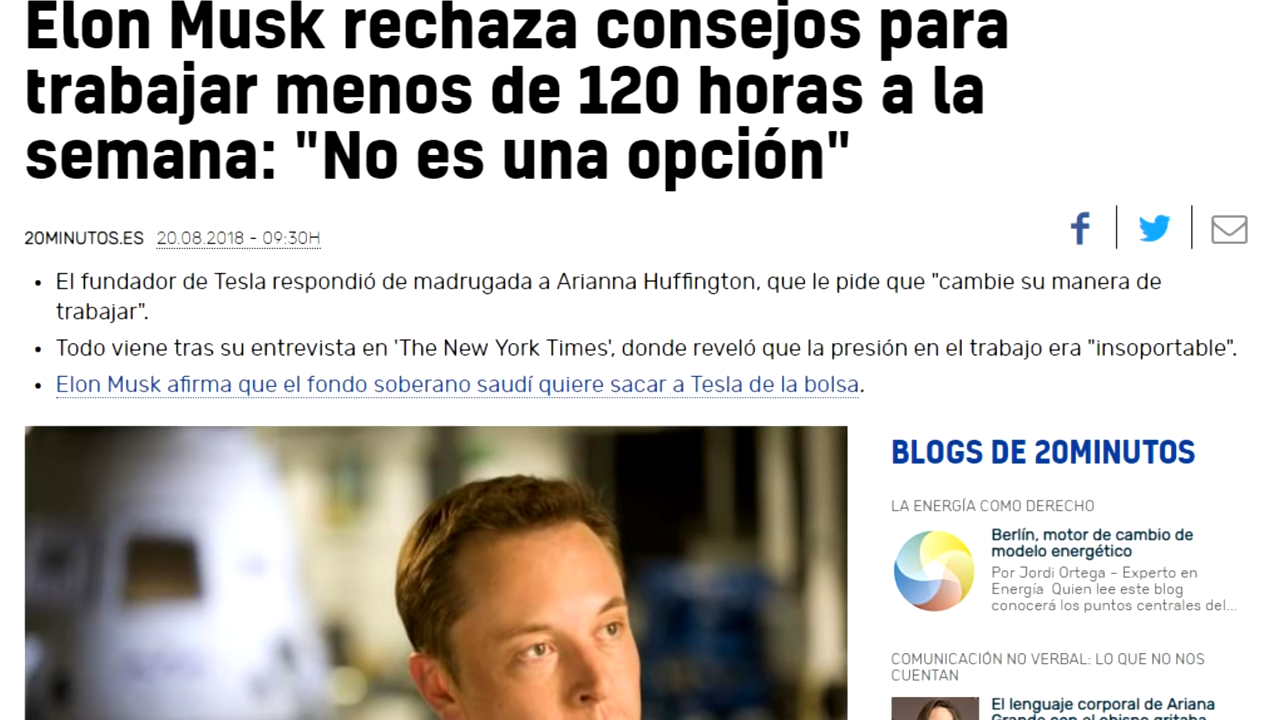 Elon Musk rechaza consejos para
trabajar menos de 120 horas a la
semana: "No es una opción"
20MINUTOS.ES 20.08.2018 - 09:30H
• El fundador de Tesla respondió de madrugada a Arianna Huffington, que le pide que "cambie su manera de
trabajar".
• Todo viene tras su entrevista en 'The New York Times', donde reveló que la presión en el trabajo era "insoportable".
• Elon Musk afirma que el fondo soberano saudí quiere sacar a Tesla de la bolsa.
BLOGS DE 20MINUTOS
LA ENERGÍA COMO DERECHO
Berlín, motor de cambio de
modelo energético
Por Jordi Ortega – Experto en
Energía Quien lee este blog
conocerá los puntos centrales del...
COMUNICACIÓN NO VERBAL: LO QUE NO NOS
CUENTAN
El lenguaje corporal de Ariana
Grande con el obispo gritaba